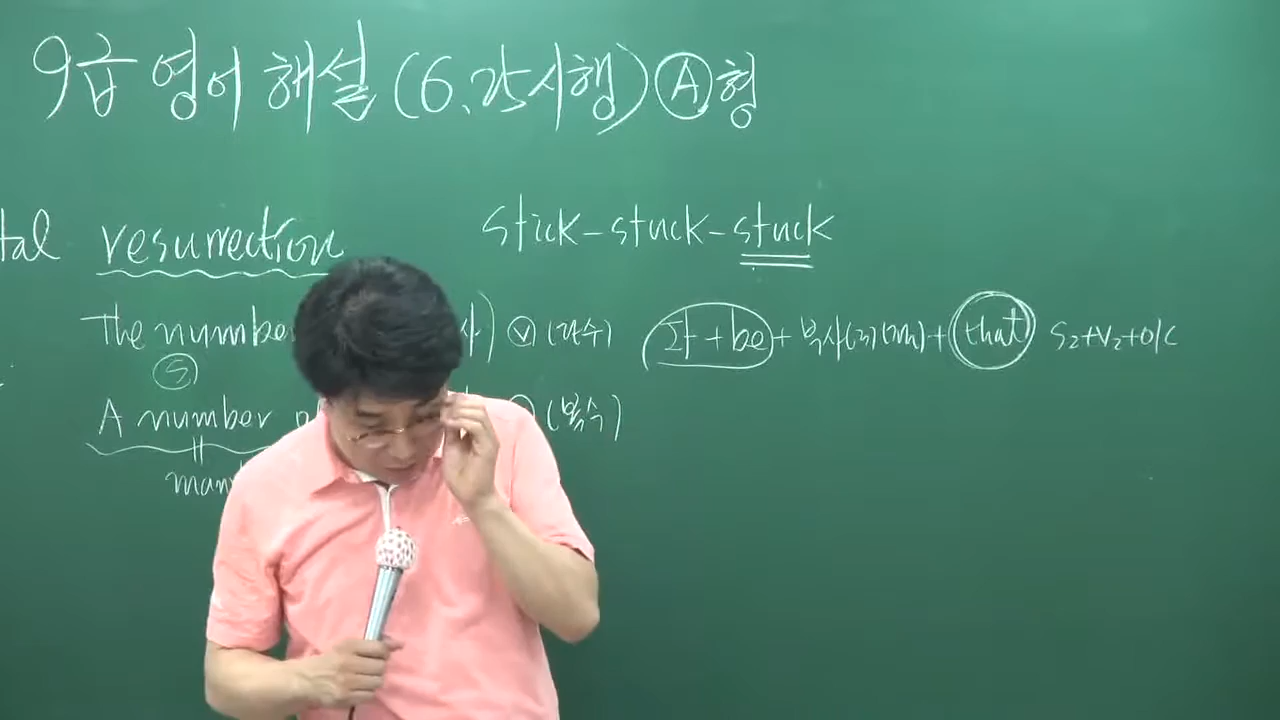 9급 영어 해설 (6.25시행) Ⓐ형
tal resurrection stick-stuck-stuck
The numbe 사) Ⓥ(단수) It+be+부사(구/절)+that S₂+V₂+O/C
Ⓢ
A number o (복수)
man